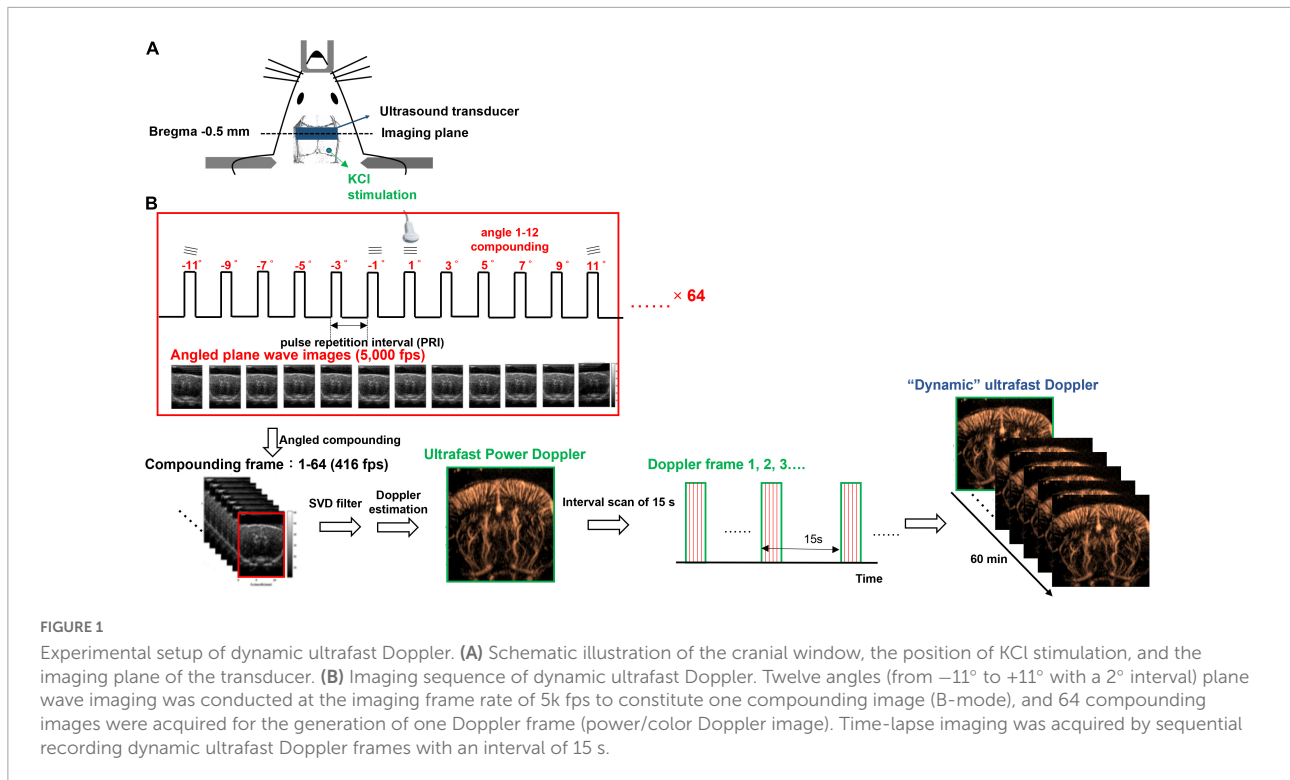 A
Ultrasound transducer
Bregma -0.5 mm
Imaging plane
KCl
stimulation
B
angle 1-12
compounding
-11° -9° -7° -5° -3° -1° 1° 3° 5° 7° 9° 11°
...... × 64
pulse repetition interval (PRI)
Angled plane wave images (5,000 fps)
Angled compounding
Compounding frame：1-64 (416 fps)
SVD filter
Doppler
estimation
Ultrafast Power Doppler
Interval scan of 15 s
Doppler frame 1, 2, 3....
......
15s
......
Time
"Dynamic" ultrafast Doppler
60 min
FIGURE 1
Experimental setup of dynamic ultrafast Doppler. (A) Schematic illustration of the cranial window, the position of KCl stimulation, and the
imaging plane of the transducer. (B) Imaging sequence of dynamic ultrafast Doppler. Twelve angles (from −11° to +11° with a 2° interval) plane
wave imaging was conducted at the imaging frame rate of 5k fps to constitute one compounding image (B-mode), and 64 compounding
images were acquired for the generation of one Doppler frame (power/color Doppler image). Time-lapse imaging was acquired by sequential
recording dynamic ultrafast Doppler frames with an interval of 15 s.